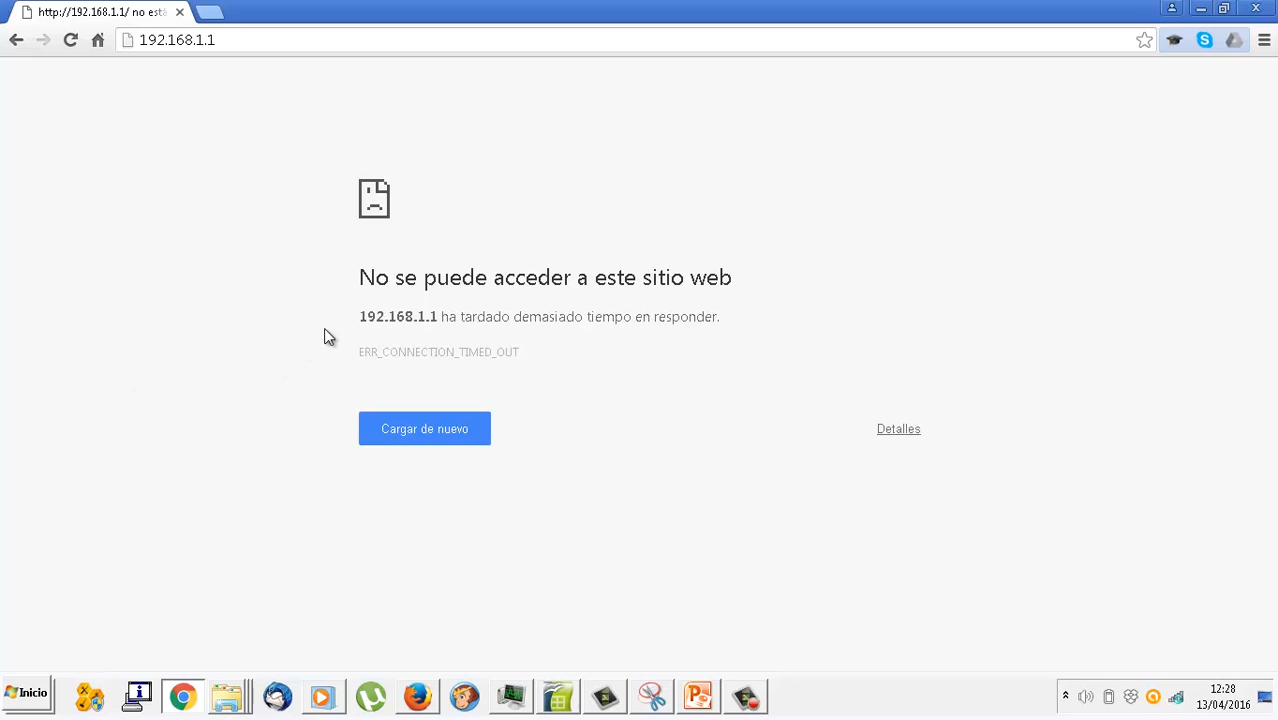 http://192.168.1.1/ no está
192.168.1.1
No se puede acceder a este sitio web
192.168.1.1 ha tardado demasiado tiempo en responder.
ERR_CONNECTION_TIMED_OUT
Cargar de nuevo
Detalles
Inicio
12:28
13/04/2016